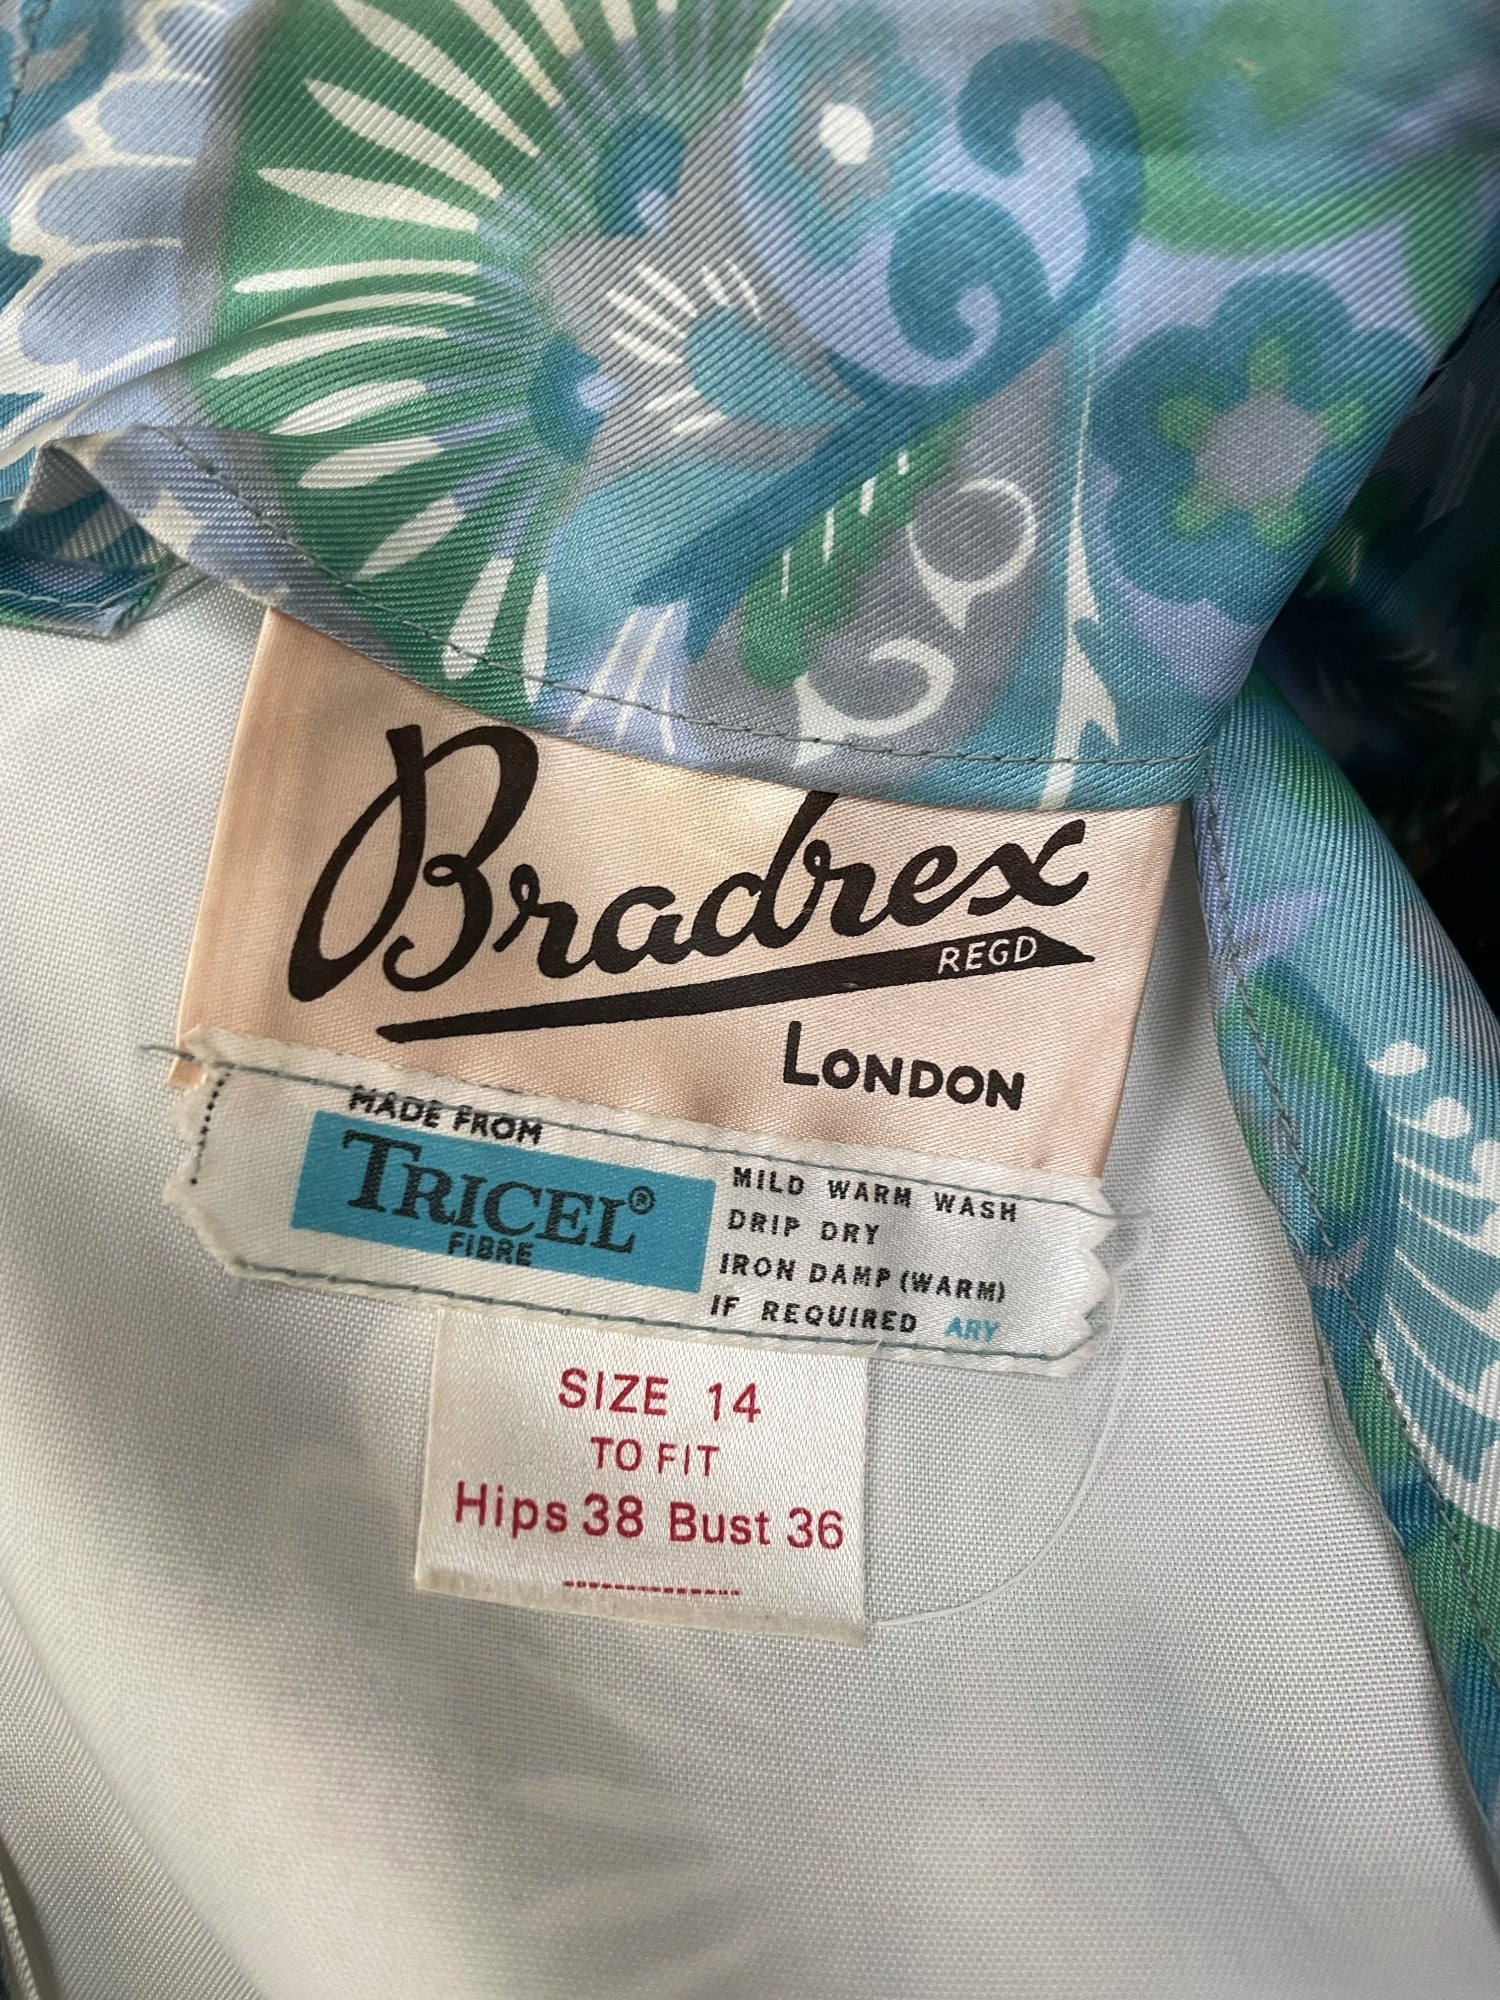 Bradrex
REGD
LONDON
MADE FROM
TRICEL®
FIBRE
MILD WARM WASH
DRIP DRY
IRON DAMP (WARM)
IF REQUIRED ARY
SIZE 14
TO FIT
Hips 38 Bust 36